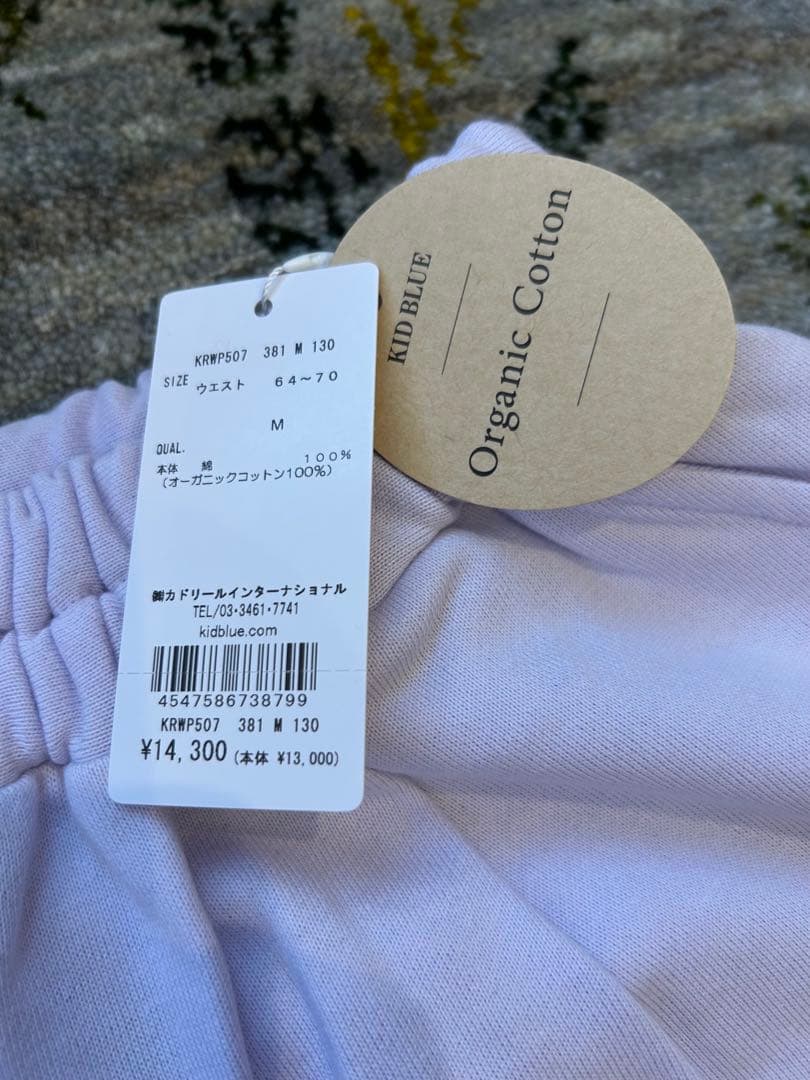 KRWP507 381 M 130
SIZE ウエスト 64～70
M
QUAL.
本体 綿 100%
(オーガニックコットン100%)
㈱カドリールインターナショナル
TEL/03・3461・7741
kidblue.com
4547586738799
KRWP507 381 M 130
¥14,300 (本体 ¥13,000)
KID BLUE
Organic Cotton